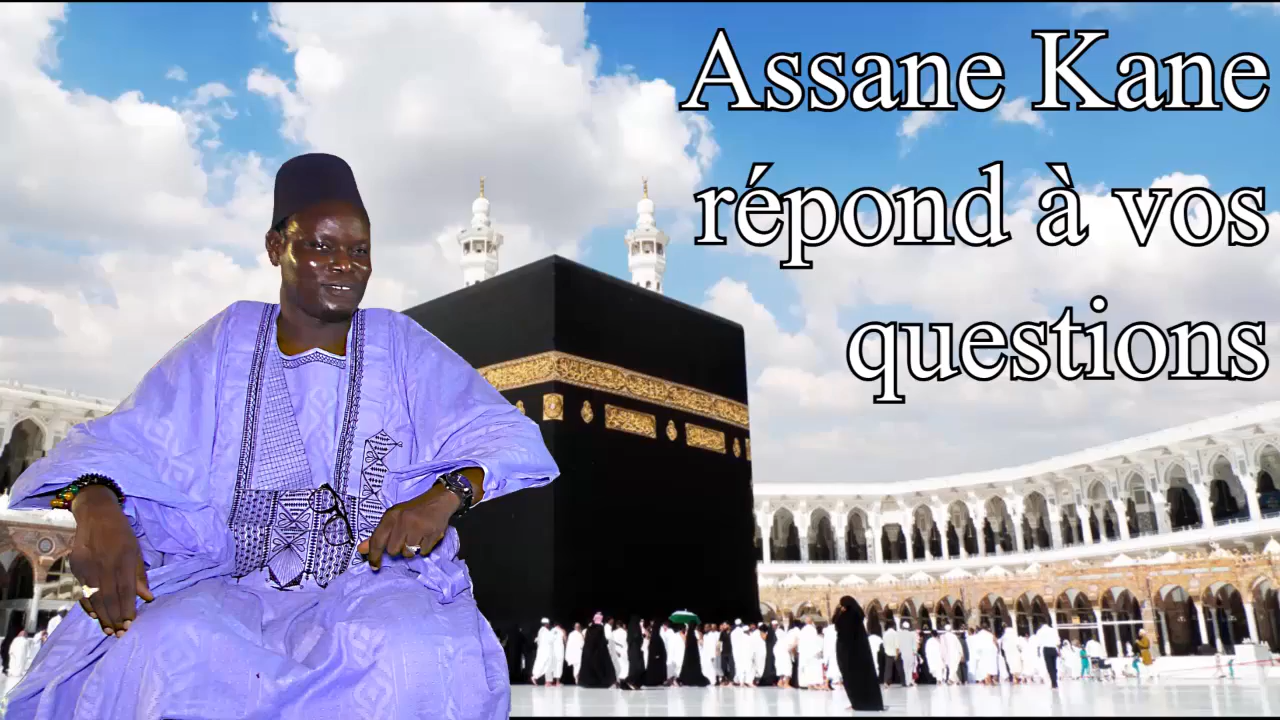 Assane Kane
répond à vos
questions